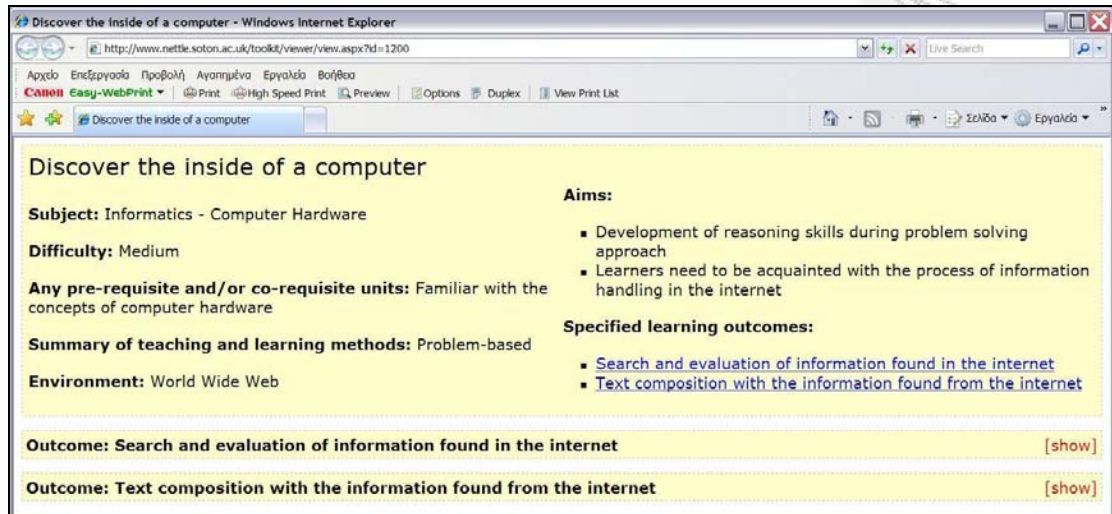 Discover the inside of a computer - Windows Internet Explorer
http://www.nettle.soton.ac.uk/toolkit/viewer/view.aspx?id=1200
Live Search
Αρχείο Επεξεργασία Προβολή Αγαπημένα Εργαλεία Βοήθεια
Canon Easy-WebPrint Print High Speed Print Preview Options Duplex View Print List
Discover the inside of a computer
Σελίδα Εργαλεία »
Discover the inside of a computer
Subject: Informatics - Computer Hardware
Difficulty: Medium
Any pre-requisite and/or co-requisite units: Familiar with the
concepts of computer hardware
Summary of teaching and learning methods: Problem-based
Environment: World Wide Web
Aims:
Development of reasoning skills during problem solving
approach
Learners need to be acquainted with the process of information
handling in the internet
Specified learning outcomes:
Search and evaluation of information found in the internet
Text composition with the information found from the internet
Outcome: Search and evaluation of information found in the internet [show]
Outcome: Text composition with the information found from the internet [show]